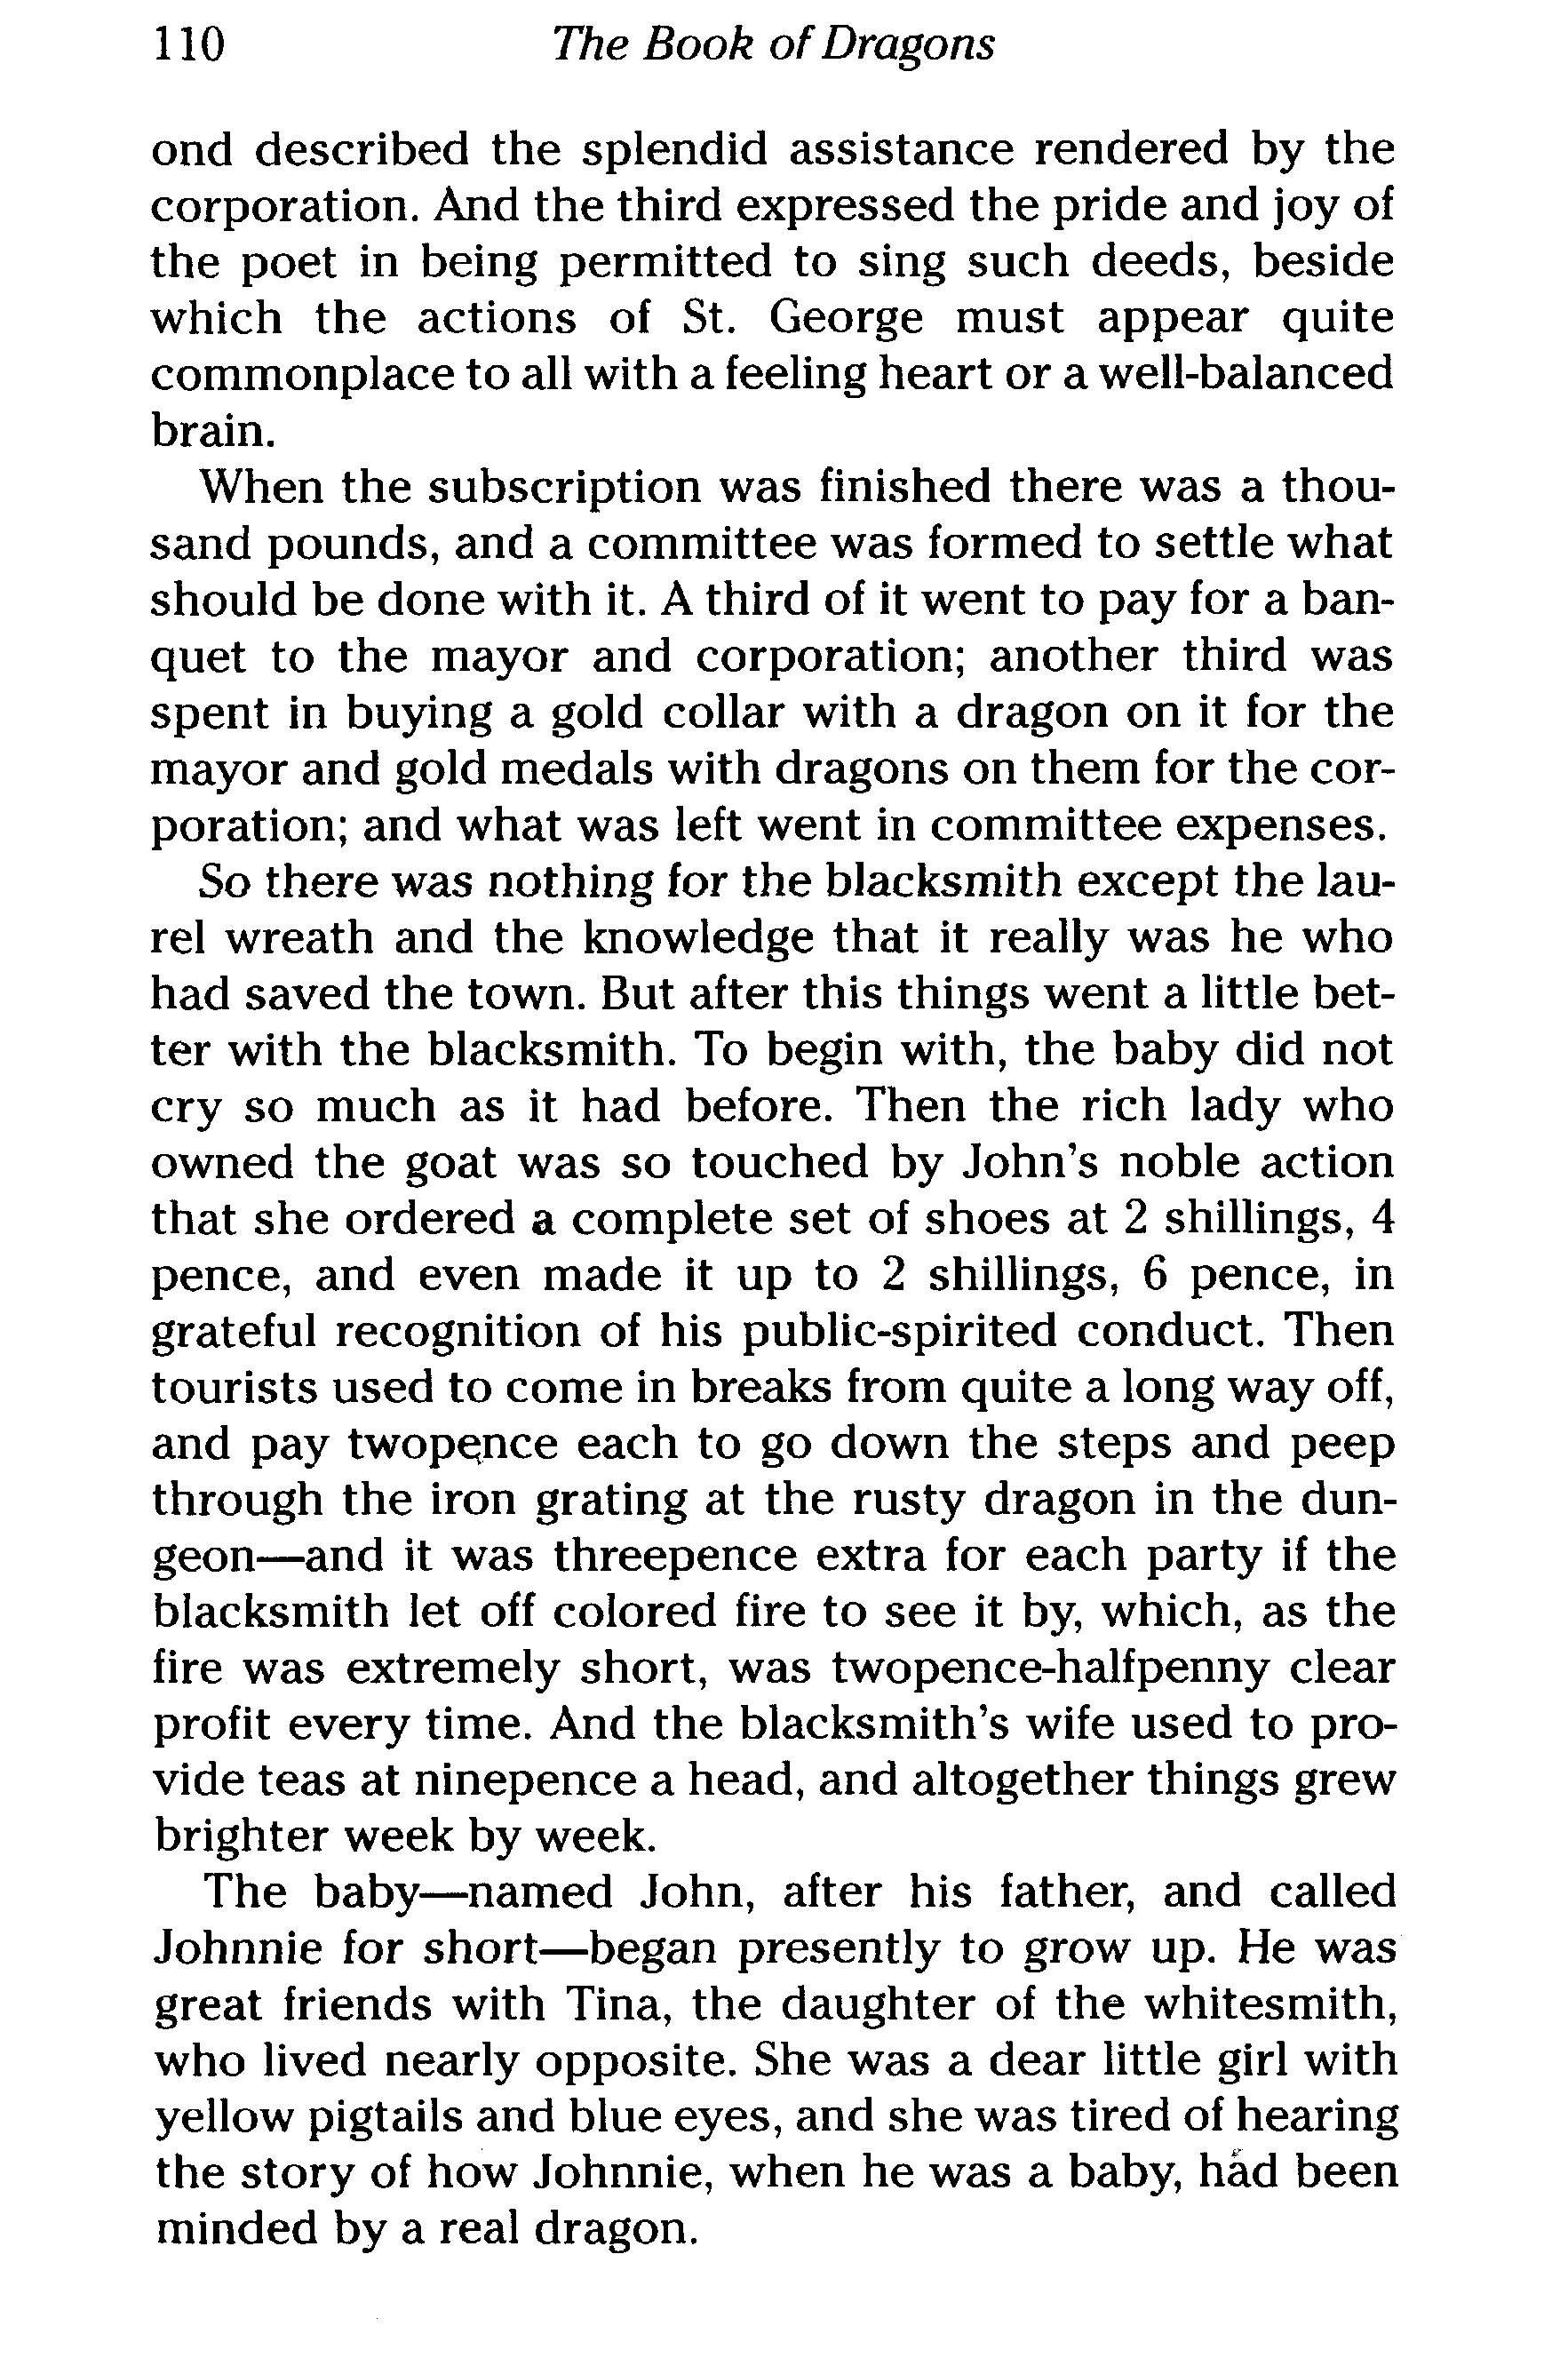 110 The Book of Dragons
ond described the splendid assistance rendered by the
corporation. And the third expressed the pride and joy of
the poet in being permitted to sing such deeds, beside
which the actions of St. George must appear quite
commonplace to all with a feeling heart or a well-balanced
brain.
When the subscription was finished there was a thou-
sand pounds, and a committee was formed to settle what
should be done with it. A third of it went to pay for a ban-
quet to the mayor and corporation; another third was
spent in buying a gold collar with a dragon on it for the
mayor and gold medals with dragons on them for the cor-
poration; and what was left went in committee expenses.
So there was nothing for the blacksmith except the lau-
rel wreath and the knowledge that it really was he who
had saved the town. But after this things went a little bet-
ter with the blacksmith. To begin with, the baby did not
cry so much as it had before. Then the rich lady who
owned the goat was so touched by John's noble action
that she ordered a complete set of shoes at 2 shillings, 4
pence, and even made it up to 2 shillings, 6 pence, in
grateful recognition of his public-spirited conduct. Then
tourists used to come in breaks from quite a long way off,
and pay twopence each to go down the steps and peep
through the iron grating at the rusty dragon in the dun-
geon—and it was threepence extra for each party if the
blacksmith let off colored fire to see it by, which, as the
fire was extremely short, was twopence-halfpenny clear
profit every time. And the blacksmith's wife used to pro-
vide teas at ninepence a head, and altogether things grew
brighter week by week.
The baby—named John, after his father, and called
Johnnie for short—began presently to grow up. He was
great friends with Tina, the daughter of the whitesmith,
who lived nearly opposite. She was a dear little girl with
yellow pigtails and blue eyes, and she was tired of hearing
the story of how Johnnie, when he was a baby, had been
minded by a real dragon.